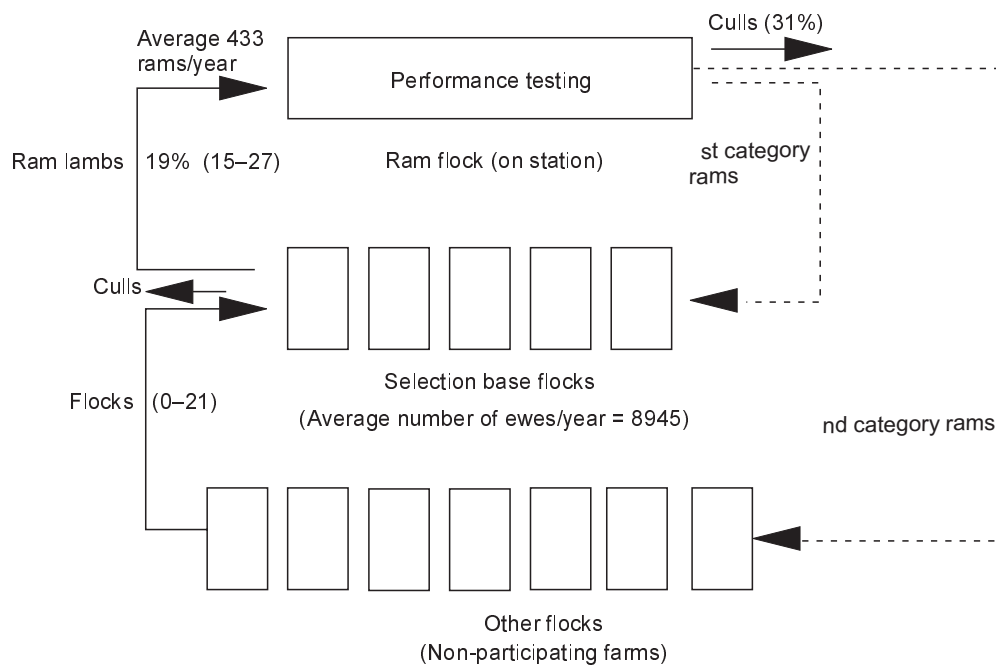 Culls (31%)
Average 433
rams/year
Performance testing
Ram lambs
19% (15–27)
Ram flock (on station)
st category
rams
Culls
Selection base flocks
Flocks
(0–21)
(Average number of ewes/year = 8945)
nd category rams
Other flocks
(Non-participating farms)